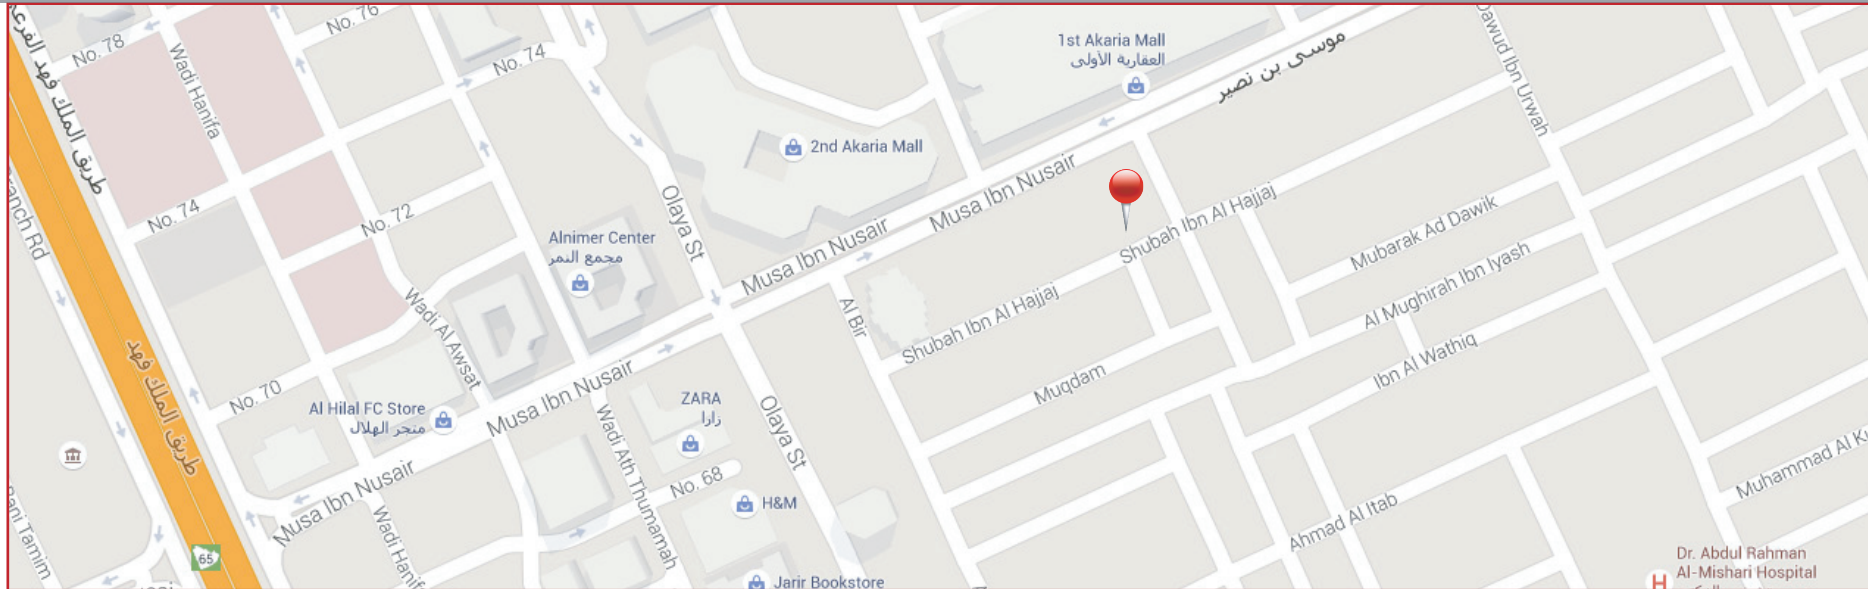 No. 76
No. 78
Wadi Hanifa
No. 74
1st Akaria Mall
العقارية الأولى
موسى بن نصير
Dawud Ibn Urwah
طريق الملك فهد
2nd Akaria Mall
Musa Ibn Nusair
No. 74
No. 72
Olaya St
Alnimer Center
مجمع النمر
Musa Ibn Nusair
Shubah Ibn Al Hajjaj
Mubarak Ad Dawik
Al Mughirah Ibn Iyash
Wadi Al Awsat
Al Bir
Shubah Ibn Al Hajjaj
Ibn Al Wathiq
Muqdam
طريق الملك فهد
No. 70
Al Hilal FC Store
متجر الهلال
Musa Ibn Nusair
ZARA
زارا
Olaya St
Wadi Ath Thumamah
No. 68
H&M
Musa Ibn Nusair
Ahmad Al Itab
65
Jarir Bookstore
Dr. Abdul Rahman
Al-Mishari Hospital
H